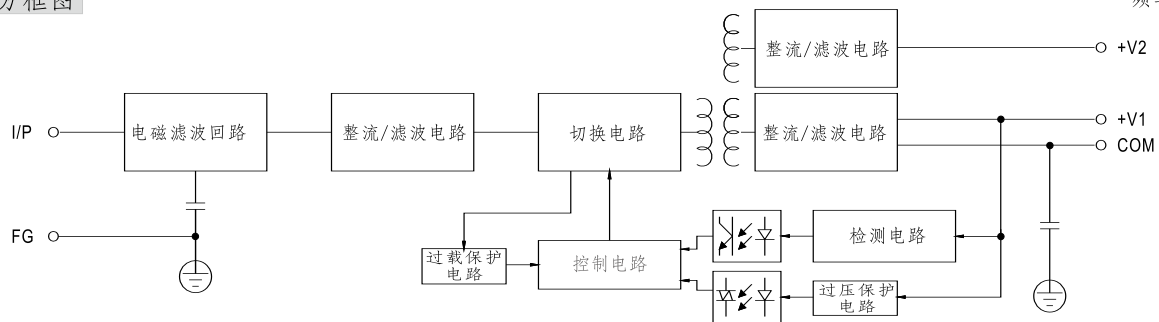 方框图
整流/滤波电路
+V2
I/P
电磁滤波回路
整流/滤波电路
切换电路
整流/滤波电路
+V1
COM
FG
过载保护
电路
控制电路
检测电路
过压保护
电路